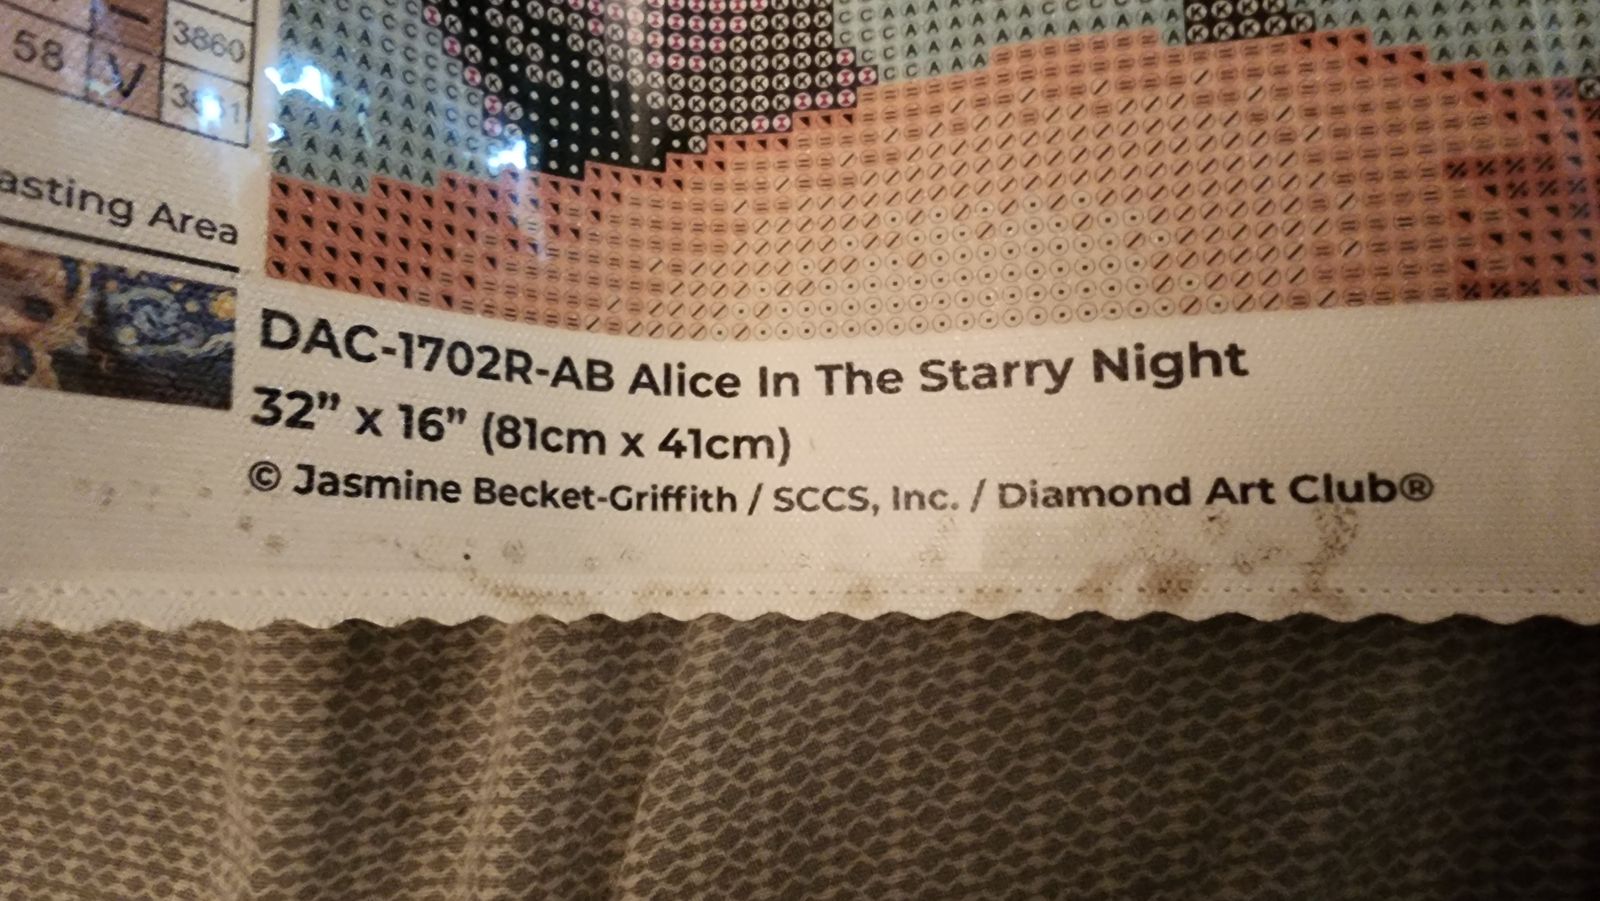 3860
58
asting Area
DAC-1702R-AB Alice In The Starry Night
32” x 16” (81cm x 41cm)
© Jasmine Becket-Griffith / SCCS, Inc. / Diamond Art Club®